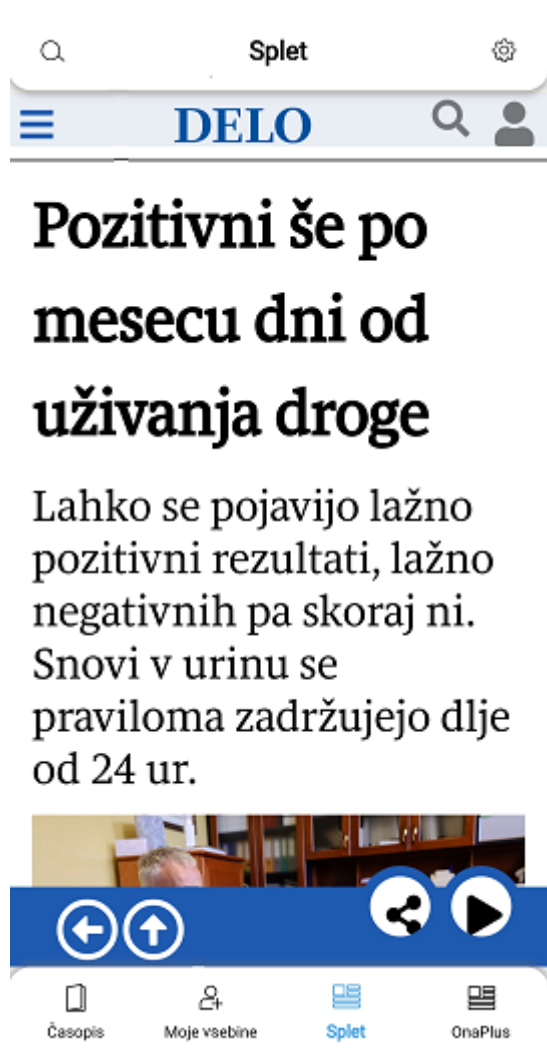 Splet
DELO
Pozitivni še po
mesecu dni od
uživanja droge
Lahko se pojavijo lažno
pozitivni rezultati, lažno
negativnih pa skoraj ni.
Snovi v urinu se
praviloma zadržujejo dlje
od 24 ur.
Časopis
Moje vsebine
Splet
OnaPlus